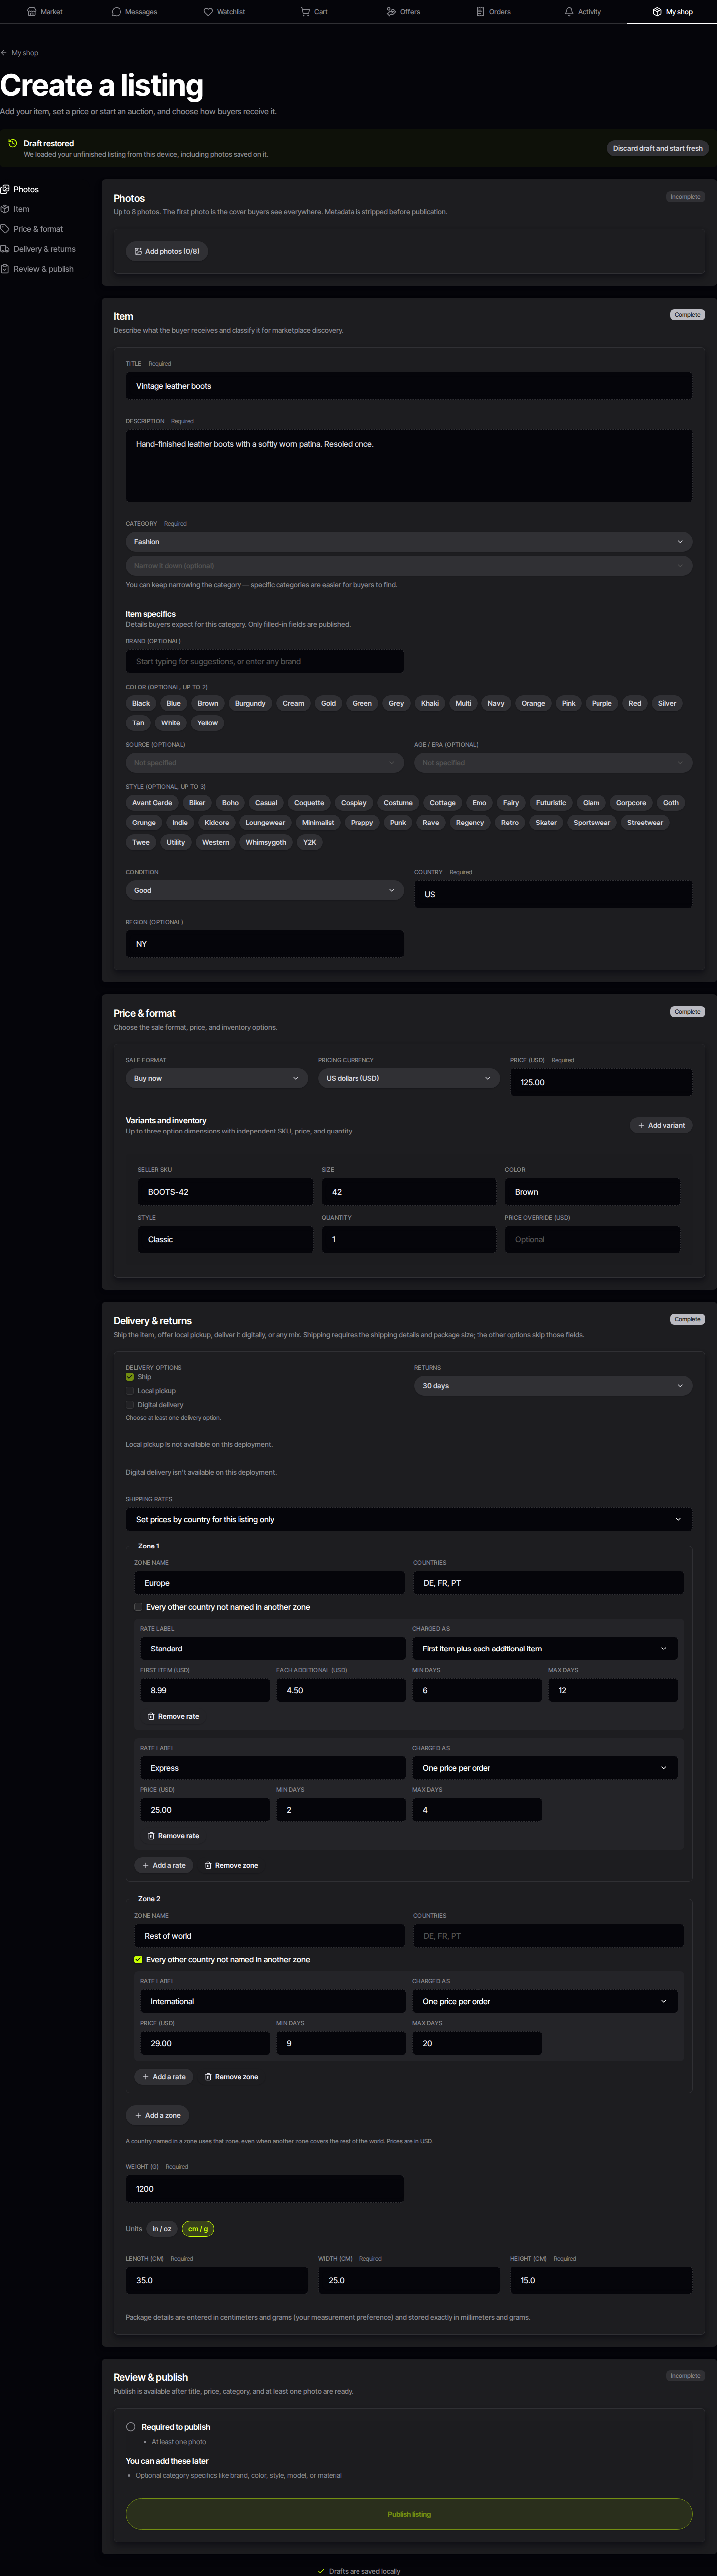 Market
Messages
Watchlist
Cart
Offers
Orders
Activity
My shop
My shop
Create a listing
Add your item, set a price or start an auction, and choose how buyers receive it.
Draft restored
We loaded your unfinished listing from this device, including photos saved on it.
Discard draft and start fresh
Photos
Item
Price & format
Delivery & returns
Review & publish
Photos
Incomplete
Up to 8 photos. The first photo is the cover buyers see everywhere. Metadata is stripped before publication.
Add photos (0/8)
Item
Complete
Describe what the buyer receives and classify it for marketplace discovery.
TITLE Required
Vintage leather boots
DESCRIPTION Required
Hand-finished leather boots with a softly worn patina. Resoled once.
CATEGORY Required
Fashion
Narrow it down (optional)
You can keep narrowing the category — specific categories are easier for buyers to find.
Item specifics
Details buyers expect for this category. Only filled-in fields are published.
BRAND (OPTIONAL)
Start typing for suggestions, or enter any brand
COLOR (OPTIONAL, UP TO 2)
Black Blue Brown Burgundy Cream Gold Green Grey Khaki Multi Navy Orange Pink Purple Red Silver
Tan White Yellow
SOURCE (OPTIONAL) AGE / ERA (OPTIONAL)
Not specified Not specified
STYLE (OPTIONAL, UP TO 3)
Avant Garde Biker Boho Casual Coquette Cosplay Costume Cottage Emo Fairy Futuristic Glam Gorpcore Goth
Grunge Indie Kidcore Loungewear Minimalist Preppy Punk Rave Regency Retro Skater Sportswear Streetwear
Twee Utility Western Whimsygoth Y2K
CONDITION COUNTRY Required
Good US
REGION (OPTIONAL)
NY
Price & format
Complete
Choose the sale format, price, and inventory options.
SALE FORMAT PRICING CURRENCY PRICE (USD) Required
Buy now US dollars (USD) 125.00
Variants and inventory
Up to three option dimensions with independent SKU, price, and quantity.
Add variant
SELLER SKU SIZE COLOR
BOOTS-42 42 Brown
STYLE QUANTITY PRICE OVERRIDE (USD)
Classic 1 Optional
Delivery & returns
Complete
Ship the item, offer local pickup, deliver it digitally, or any mix. Shipping requires the shipping details and package size; the other options skip those fields.
DELIVERY OPTIONS RETURNS
Ship
30 days
Local pickup
Digital delivery
Choose at least one delivery option.
Local pickup is not available on this deployment.
Digital delivery isn't available on this deployment.
SHIPPING RATES
Set prices by country for this listing only
Zone 1
ZONE NAME COUNTRIES
Europe DE, FR, PT
Every other country not named in another zone
RATE LABEL CHARGED AS
Standard First item plus each additional item
FIRST ITEM (USD) EACH ADDITIONAL (USD) MIN DAYS MAX DAYS
8.99 4.50 6 12
Remove rate
RATE LABEL CHARGED AS
Express One price per order
PRICE (USD) MIN DAYS MAX DAYS
25.00 2 4
Remove rate
Add a rate Remove zone
Zone 2
ZONE NAME COUNTRIES
Rest of world DE, FR, PT
Every other country not named in another zone
RATE LABEL CHARGED AS
International One price per order
PRICE (USD) MIN DAYS MAX DAYS
29.00 9 20
Add a rate Remove zone
Add a zone
A country named in a zone uses that zone, even when another zone covers the rest of the world. Prices are in USD.
WEIGHT (G) Required
1200
Units in / oz cm / g
LENGTH (CM) Required WIDTH (CM) Required HEIGHT (CM) Required
35.0 25.0 15.0
Package details are entered in centimeters and grams (your measurement preference) and stored exactly in millimeters and grams.
Review & publish
Incomplete
Publish is available after title, price, category, and at least one photo are ready.
Required to publish
• At least one photo
You can add these later
• Optional category specifics like brand, color, style, model, or material
Publish listing
Drafts are saved locally